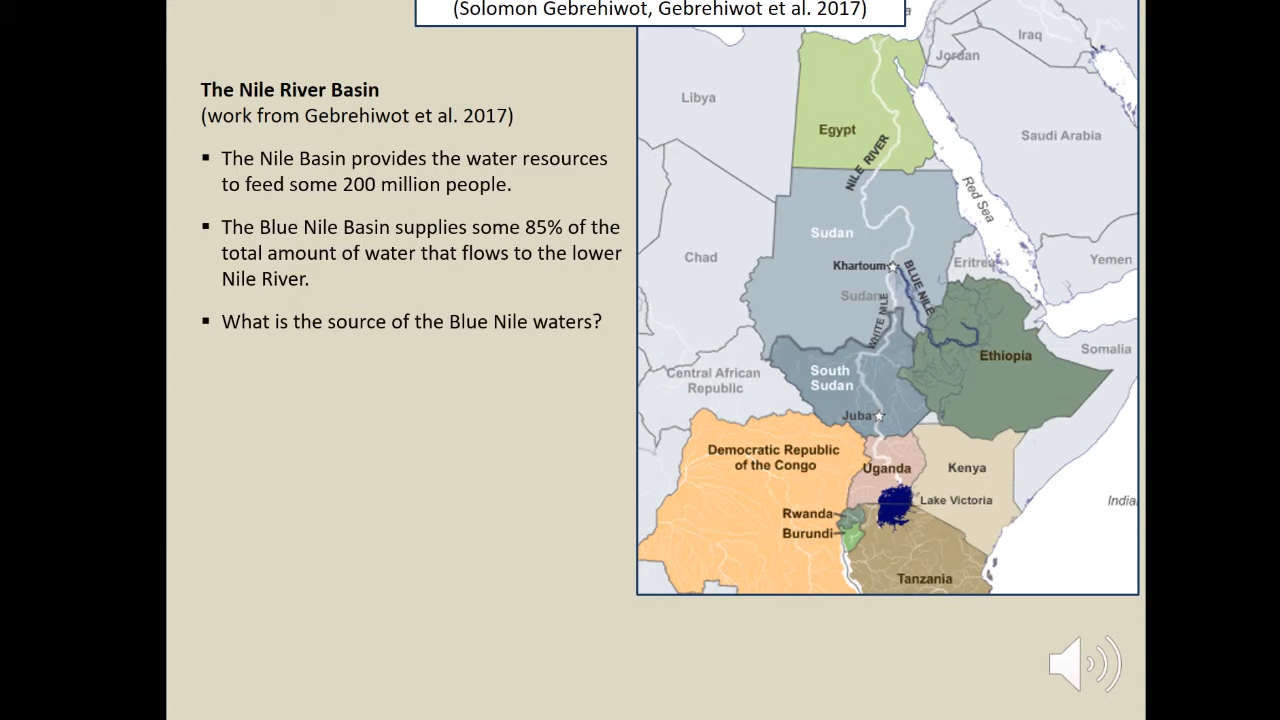 (Solomon Gebrehiwot, Gebrehiwot et al. 2017)
The Nile River Basin
(work from Gebrehiwot et al. 2017)
▪ The Nile Basin provides the water resources
to feed some 200 million people.
▪ The Blue Nile Basin supplies some 85% of the
total amount of water that flows to the lower
Nile River.
▪ What is the source of the Blue Nile waters?
Iraq
Jordan
Libya
Egypt
Saudi Arabia
NILE RIVER
Red Sea
Sudan
Chad
Khartoum
Eritrea
Yemen
BLUE NILE
Sudan
WHITE NILE
Somalia
Ethiopia
Central African
Republic
South
Sudan
Juba
Democratic Republic
of the Congo
Uganda
Kenya
Lake Victoria
India
Rwanda
Burundi
Tanzania